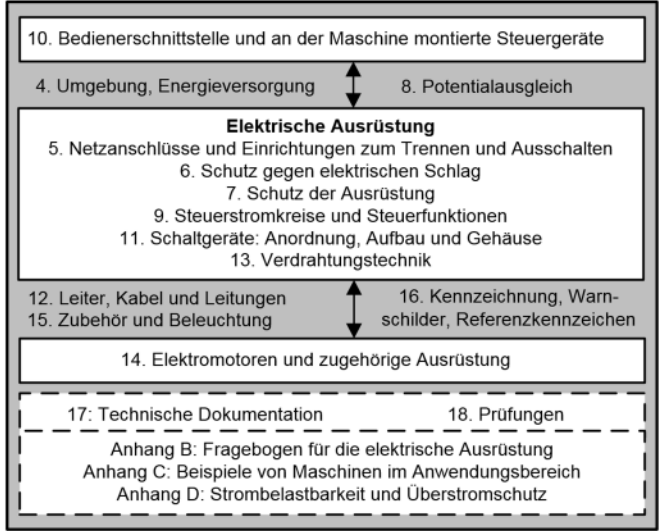 10. Bedienerschnittstelle und an der Maschine montierte Steuergeräte
4. Umgebung, Energieversorgung
8. Potentialausgleich
Elektrische Ausrüstung
5. Netzanschlüsse und Einrichtungen zum Trennen und Ausschalten
6. Schutz gegen elektrischen Schlag
7. Schutz der Ausrüstung
9. Steuerstromkreise und Steuerfunktionen
11. Schaltgeräte: Anordnung, Aufbau und Gehäuse
13. Verdrahtungstechnik
12. Leiter, Kabel und Leitungen
15. Zubehör und Beleuchtung
16. Kennzeichnung, Warn-
schilder, Referenzkennzeichen
14. Elektromotoren und zugehörige Ausrüstung
17: Technische Dokumentation
18. Prüfungen
Anhang B: Fragebogen für die elektrische Ausrüstung
Anhang C: Beispiele von Maschinen im Anwendungsbereich
Anhang D: Strombelastbarkeit und Überstromschutz